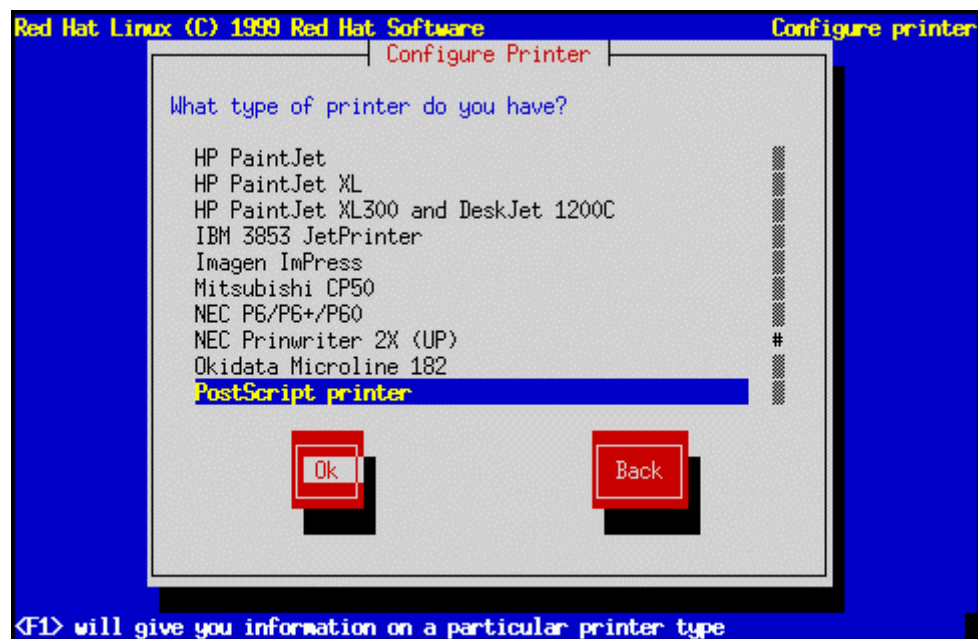 Red Hat Linux (C) 1999 Red Hat Software Configure printer
Configure Printer
What type of printer do you have?
HP PaintJet
HP PaintJet XL
HP PaintJet XL300 and DeskJet 1200C
IBM 3853 JetPrinter
Imagen ImPress
Mitsubishi CP50
NEC P6/P6+/P60
NEC Prinwriter 2X (UP)
#
Okidata Microline 182
PostScript printer
Ok Back
<F1> will give you information on a particular printer type